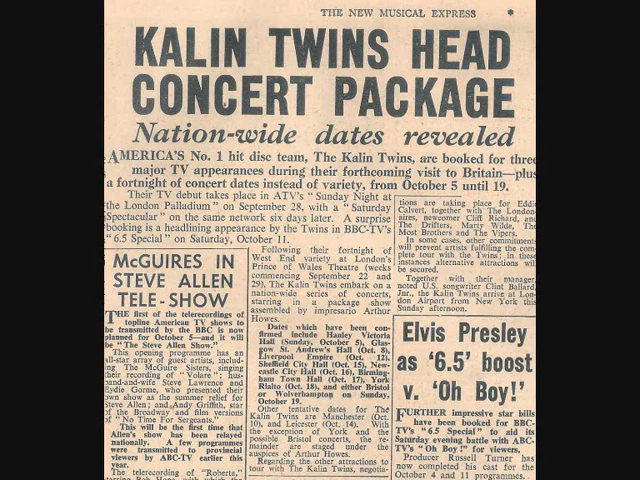 THE NEW MUSICAL EXPRESS *
KALIN TWINS HEAD
CONCERT PACKAGE
Nation-wide dates revealed
AMERICA'S No. 1 hit disc team, The Kalin Twins, are booked for three
major TV appearances during their forthcoming visit to Britain—plus
a fortnight of concert dates instead of variety, from October 5 until 19.
Their TV debut takes place in ATV's " Sunday Night at
the London Palladium " on September 28, with a " Saturday
Spectacular " on the same network six days later. A surprise
booking is a headlining appearance by the Twins in BBC-TV's
" 6.5 Special " on Saturday, October 11.
McGUIRES IN
STEVE ALLEN
TELE-SHOW
THE first of the telerecordings of
topline American TV shows to
be transmitted by the BBC is now
planned for October 5—and it will
be " The Steve Allen Show."
This opening programme has an
all-star array of guest artists, includ-
ing The McGuire Sisters, singing
their recording of " Volare "; hus-
band-and-wife Steve Lawrence and
Eydie Gorme, who presented their
own show as the summer relief for
Steve Allen; and Andy Griffith, star
of the Broadway and film versions
of " No Time For Sergeants."
This will be the first time that
Allen's show has been relayed
nationally. A few programmes
were transmitted to provincial
viewers by ABC-TV earlier this
year.
The telerecording of "Roberta,"
starring Bob Hope, with which the
Following their fortnight of
West End variety at London's
Prince of Wales Theatre (weeks
commencing September 22 and
29), The Kalin Twins embark on a
nation-wide series of concerts,
starring in a package show
assembled by impresario Arthur
Howes.
Dates which have been con-
firmed include Hanley Victoria
Hall (Sunday, October 5), Glas-
gow St. Andrew's Hall (Oct. 8),
Liverpool Empire (Oct. 12),
Sheffield City Hall (Oct. 15), New-
castle City Hall (Oct. 16), Birming-
ham Town Hall (Oct. 17), York
Rialto (Oct. 18), and either Bristol
or Wolverhampton on Sunday,
October 19.
Other tentative dates for The
Kalin Twins are Manchester (Oct.
10), and Leicester (Oct. 14). With
the exception of York and the
possible Bristol concerts, the re-
mainder are staged under the
auspices of Arthur Howes.
Regarding the other attractions to
tour with The Kalin Twins, negotia-
tions are taking place for Eddie
Calvert, together with The London-
aires, newcomer Cliff Richard, and
The Drifters, Marty Wilde, The
Most Brothers and The Vipers.
In some cases, other commitments
will prevent artists fulfilling the com-
plete tour with the Twins; in these
instances alternative attractions will
be secured.
Together with their manager,
noted U.S. songwriter Clint Ballard,
Jnr., the Kalin Twins arrive at Lon-
don Airport from New York this
Sunday afternoon.
Elvis Presley
as '6.5' boost
v. 'Oh Boy!'
FURTHER impressive star bills
have been booked for BBC-
TV's " 6.5 Special " to aid its
Saturday evening battle with ABC-
TV's " Oh Boy! " for viewers.
Producer Russell Turner has
now completed his cast for the
October 4 and 11 programmes.